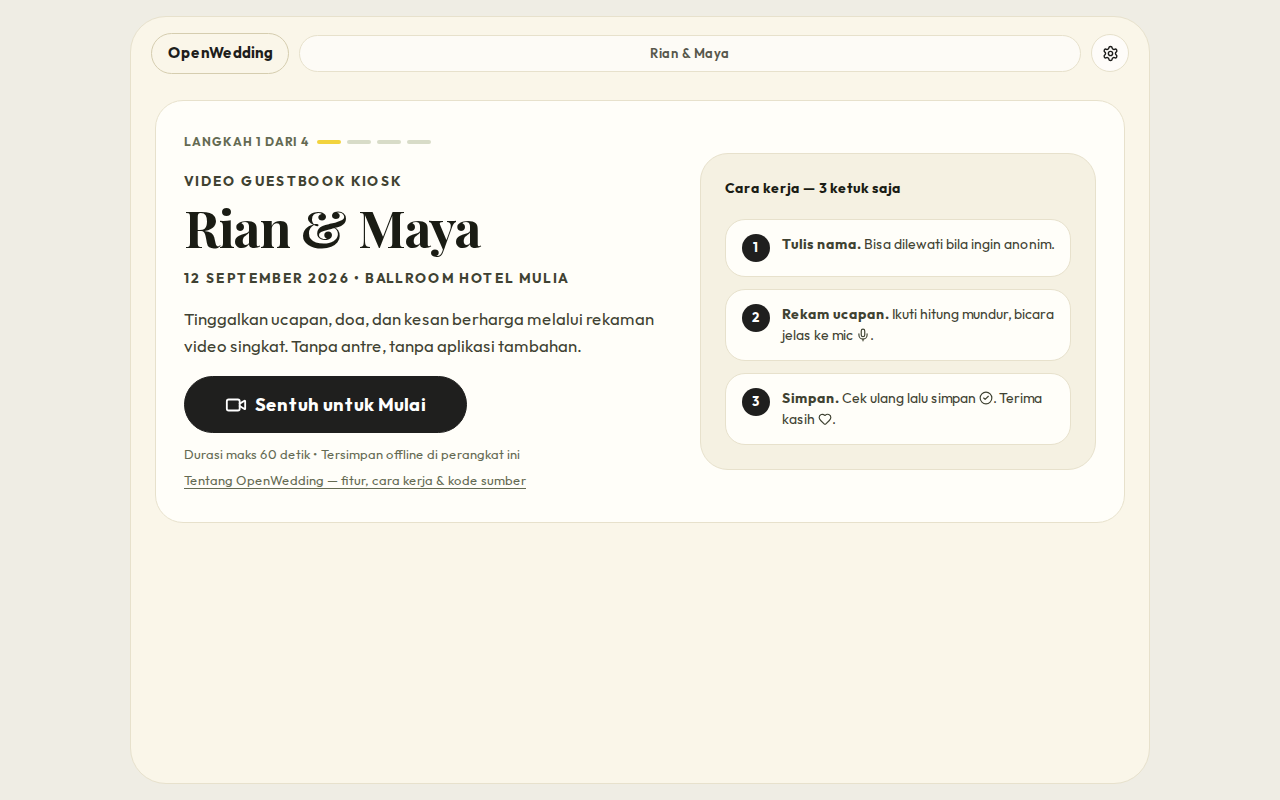 OpenWedding
Rian & Maya
LANGKAH 1 DARI 4
VIDEO GUESTBOOK KIOSK
Rian & Maya
12 SEPTEMBER 2026 • BALLROOM HOTEL MULIA
Tinggalkan ucapan, doa, dan kesan berharga melalui rekaman
video singkat. Tanpa antre, tanpa aplikasi tambahan.
Sentuh untuk Mulai
Durasi maks 60 detik • Tersimpan offline di perangkat ini
Tentang OpenWedding — fitur, cara kerja & kode sumber
Cara kerja — 3 ketuk saja
1 Tulis nama. Bisa dilewati bila ingin anonim.
2 Rekam ucapan. Ikuti hitung mundur, bicara
jelas ke mic .
3 Simpan. Cek ulang lalu simpan . Terima
kasih .